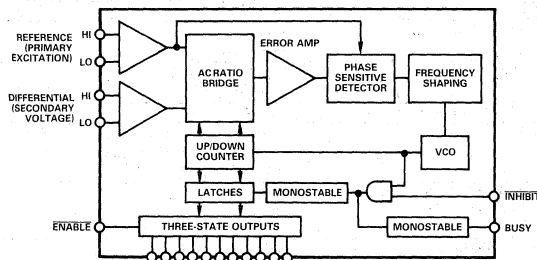 REFERENCE
(PRIMARY
EXCITATION)
HI
LO
DIFFERENTIAL
(SECONDARY
VOLTAGE)
HI
LO
AC RATIO
BRIDGE
ERROR AMP
PHASE
SENSITIVE
DETECTOR
FREQUENCY
SHAPING
UP/DOWN
COUNTER
VCO
LATCHES
MONOSTABLE
INHIBIT
ENABLE
THREE-STATE OUTPUTS
MONOSTABLE
BUSY